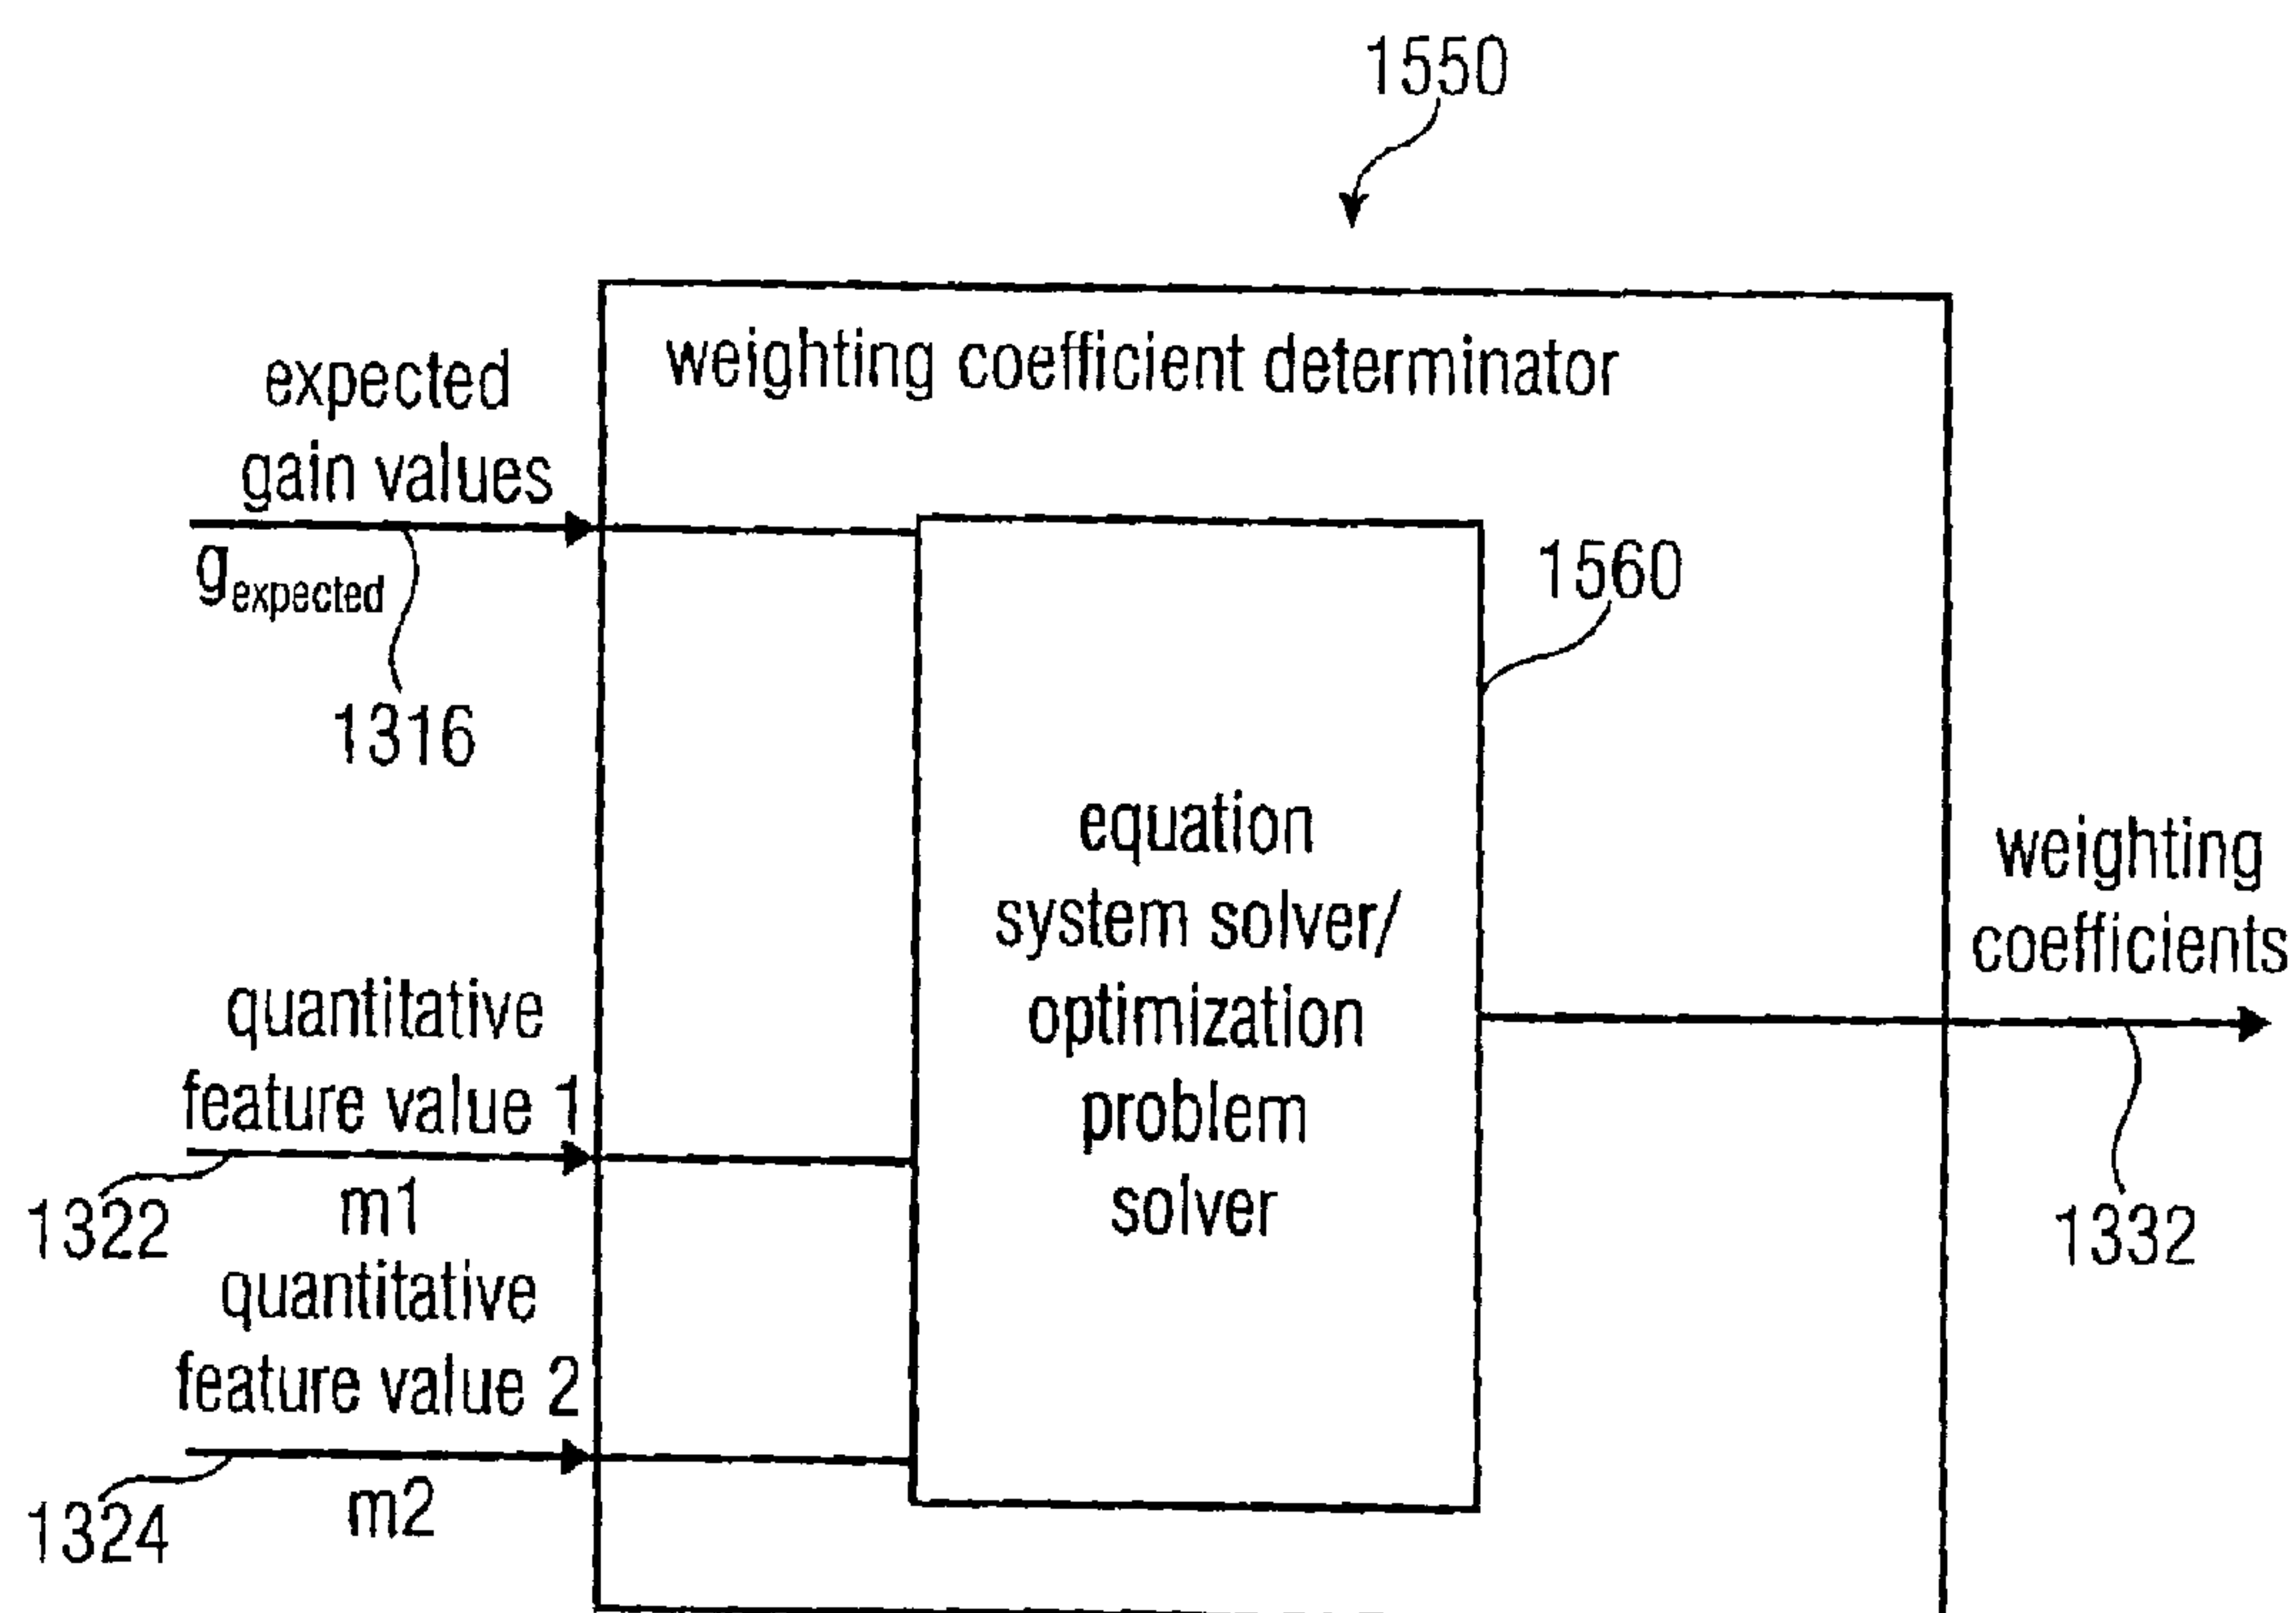 1550
weighting coefficient determinator
expected
gain values
gexpected
1316
1560
equation
system solver/
optimization
problem
solver
weighting
coefficients
1332
quantitative
feature value 1
1322
m1
quantitative
feature value 2
1324
m2